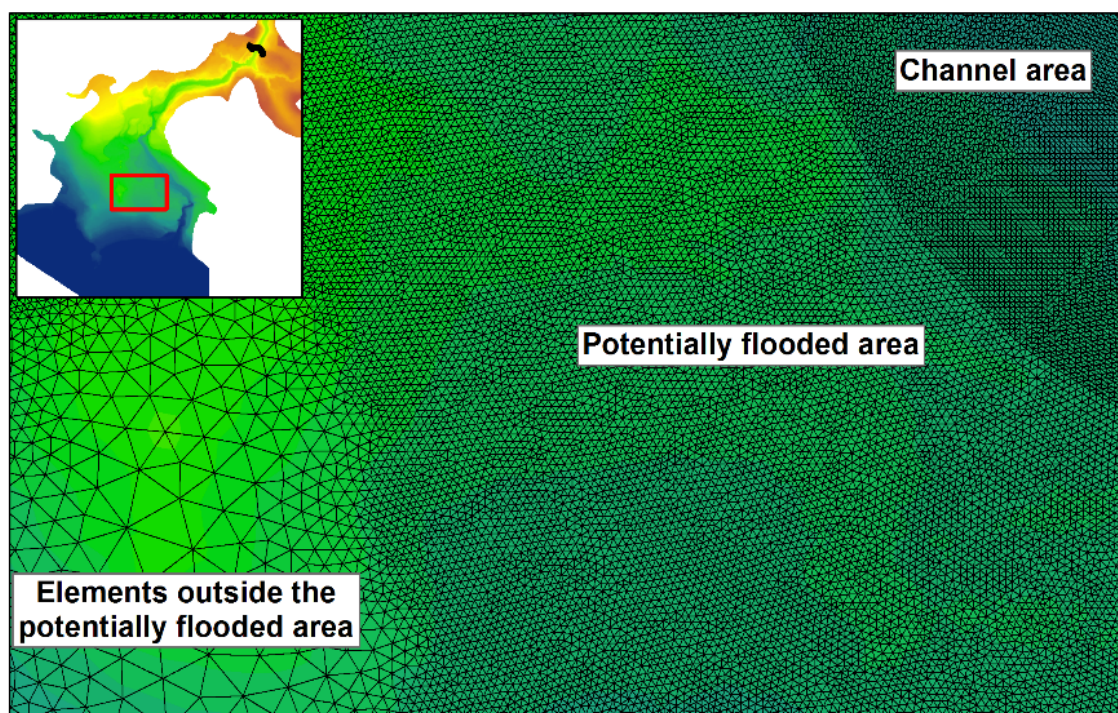 Channel area
Potentially flooded area
Elements outside the
potentially flooded area